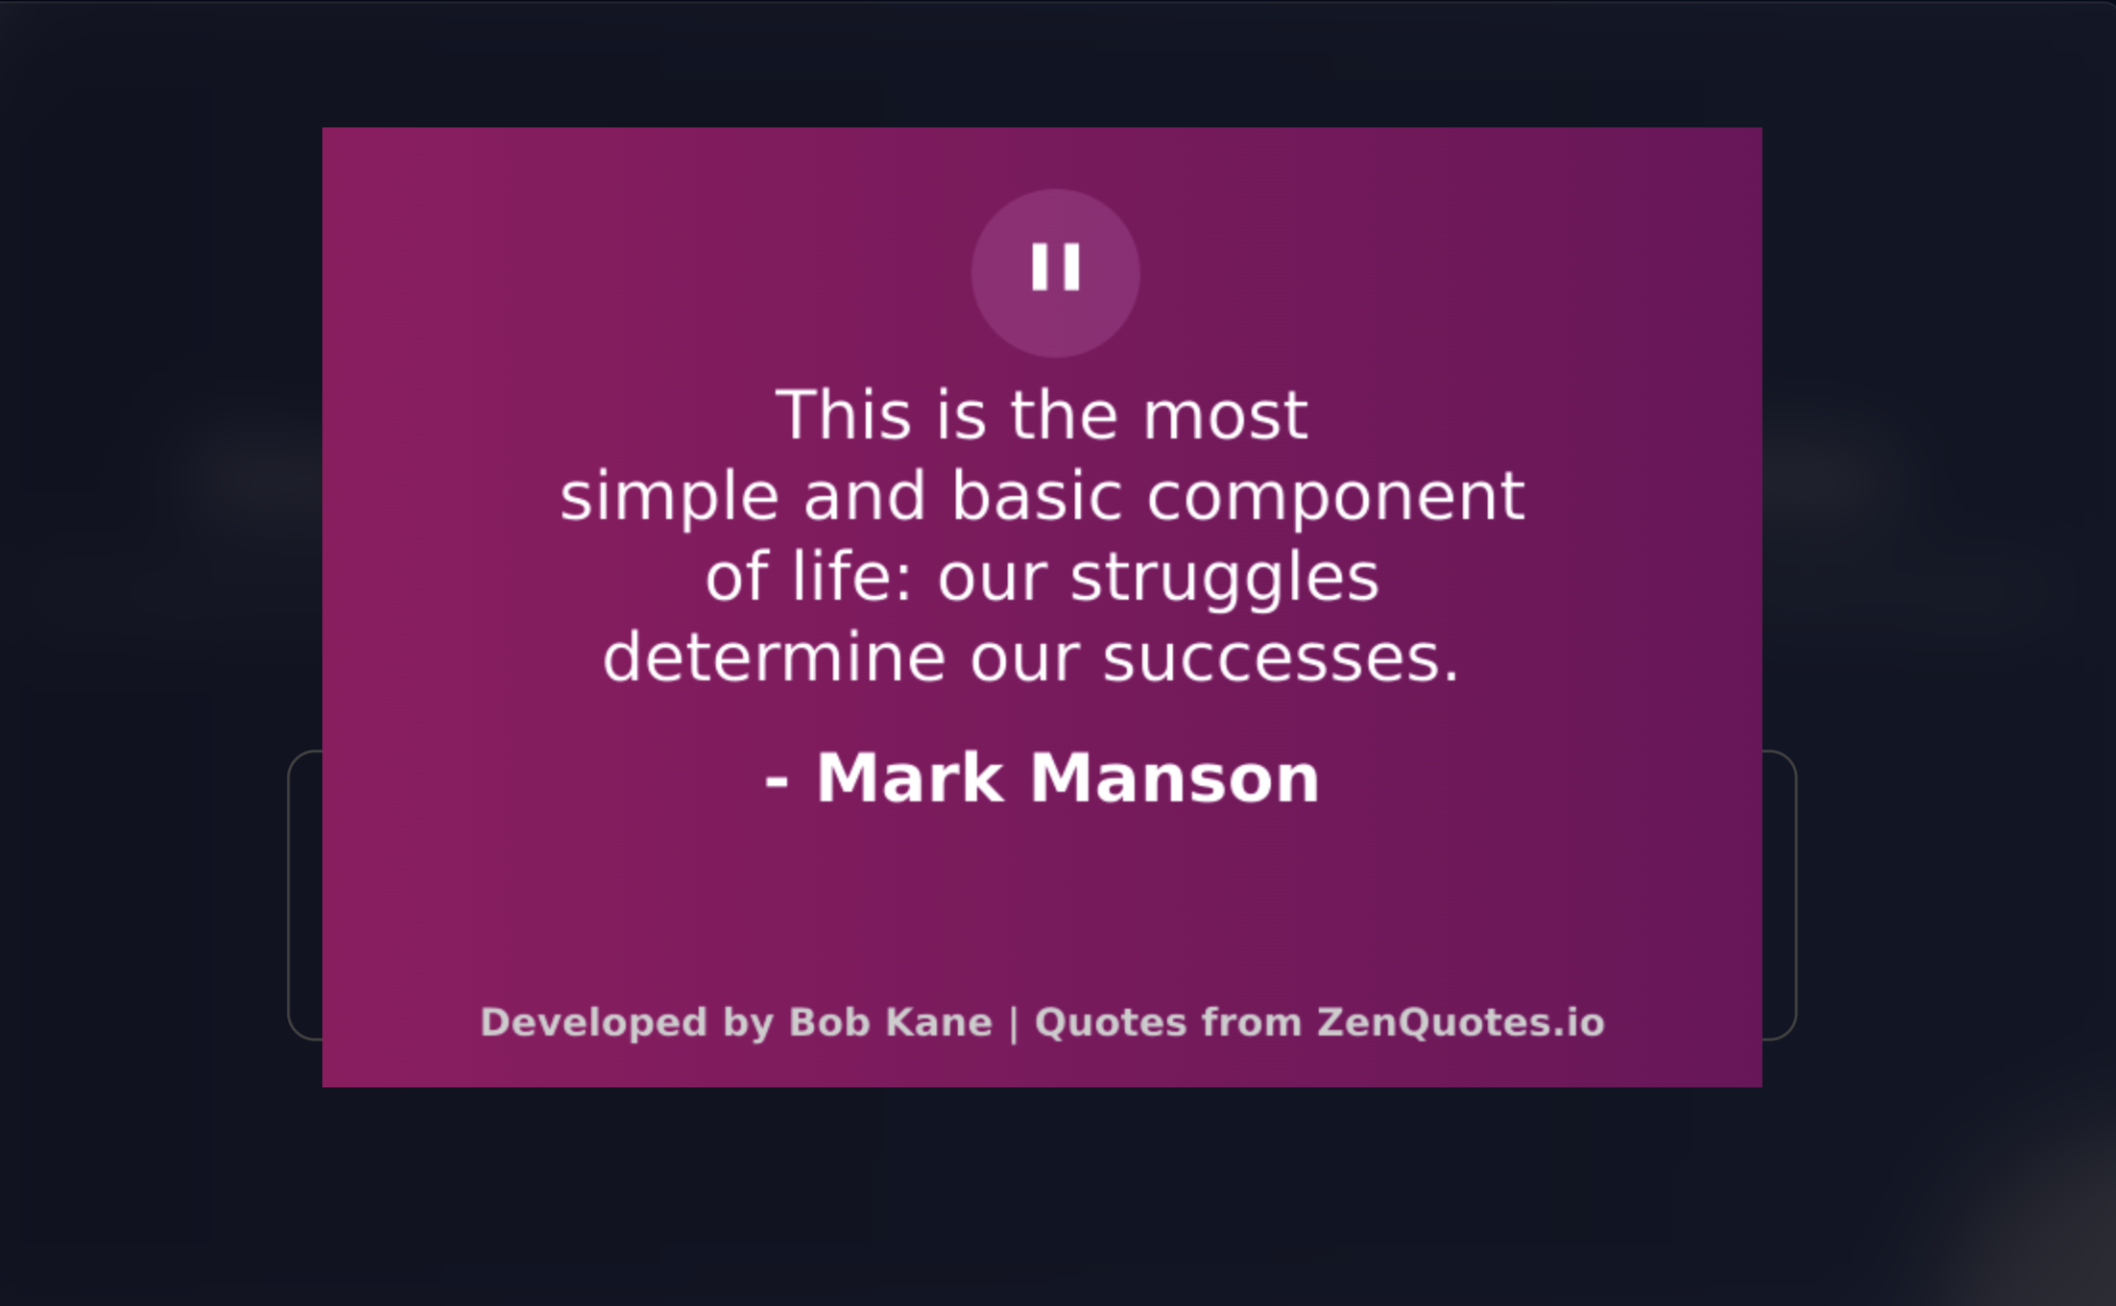 This is the most
simple and basic component
of life: our struggles
determine our successes.
- Mark Manson
Developed by Bob Kane | Quotes from ZenQuotes.io